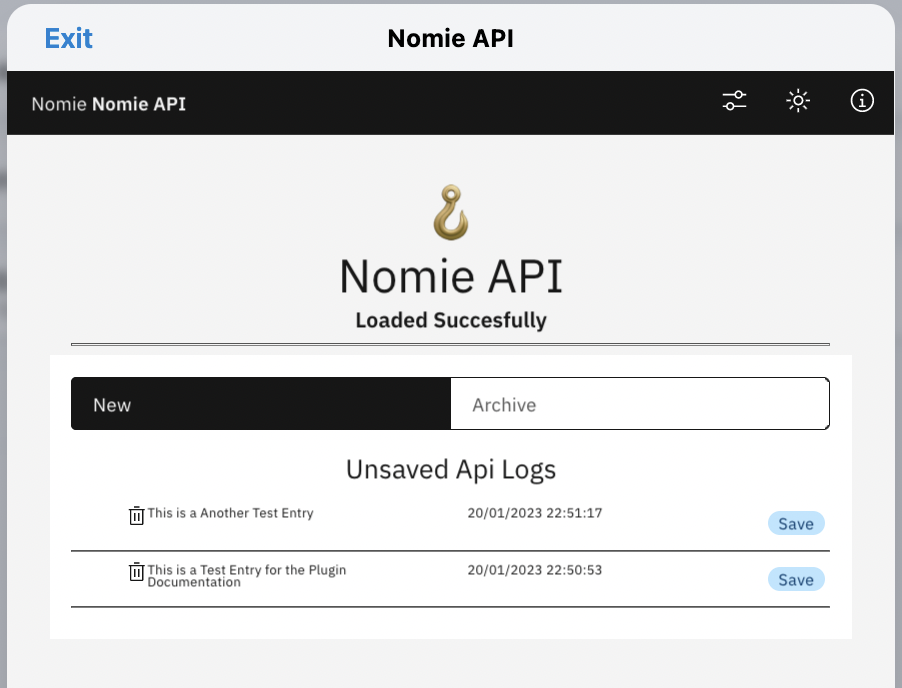 Exit
Nomie API
Nomie Nomie API
Nomie API
Loaded Succesfully
New
Archive
Unsaved Api Logs
This is a Another Test Entry
20/01/2023 22:51:17
Save
This is a Test Entry for the Plugin
Documentation
20/01/2023 22:50:53
Save